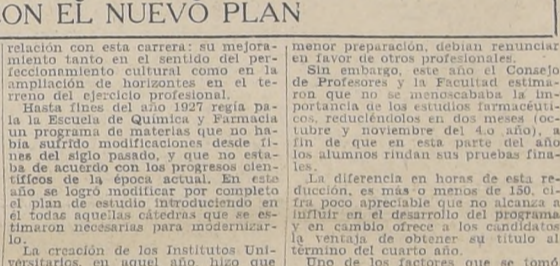 ON EL NUEVO PLAN
relación con esta carrera: su mejora-
miento tanto en el sentido del per-
feccionamiento cultural como en la
ampliación de horizontes en el te-
rreno del ejercicio profesional.
Hasta fines del año 1927 regía pa-
la la Escuela de Química y Farmacia
un programa de materias que no ha-
bía sufrido modificaciones desde fi-
nes del siglo pasado, y que no esta-
ba de acuerdo con los progresos cien-
tíficos de la época actual. En este
año se logró modificar por completo
el plan de estudio introduciendo en
él todas aquellas cátedras que se es-
timaron necesarias para modernizar-
lo.
La creación de los Institutos Uni-
versitarios, en aquel año hizo que
menor preparación, debían renunciar
en favor de otros profesionales.
Sin embargo, este año el Consejo
de Profesores y la Facultad estima-
ron que no se menoscababa la im-
portancia de los estudios farmacéuti-
cos, reduciéndolos en dos meses (oc-
tubre y noviembre del 4.o año), a
fin de que en esta parte del año
los alumnos rindan sus pruebas fina-
les.
La diferencia en horas de esta re-
ducción, es más o menos de 150, ci-
fra poco apreciable que no alcanza a
influir en el desarrollo del programa
y en cambio ofrece a los candidatos
la ventaja de obtener su título al
término del cuarto año.
Uno de los factores que se tomó